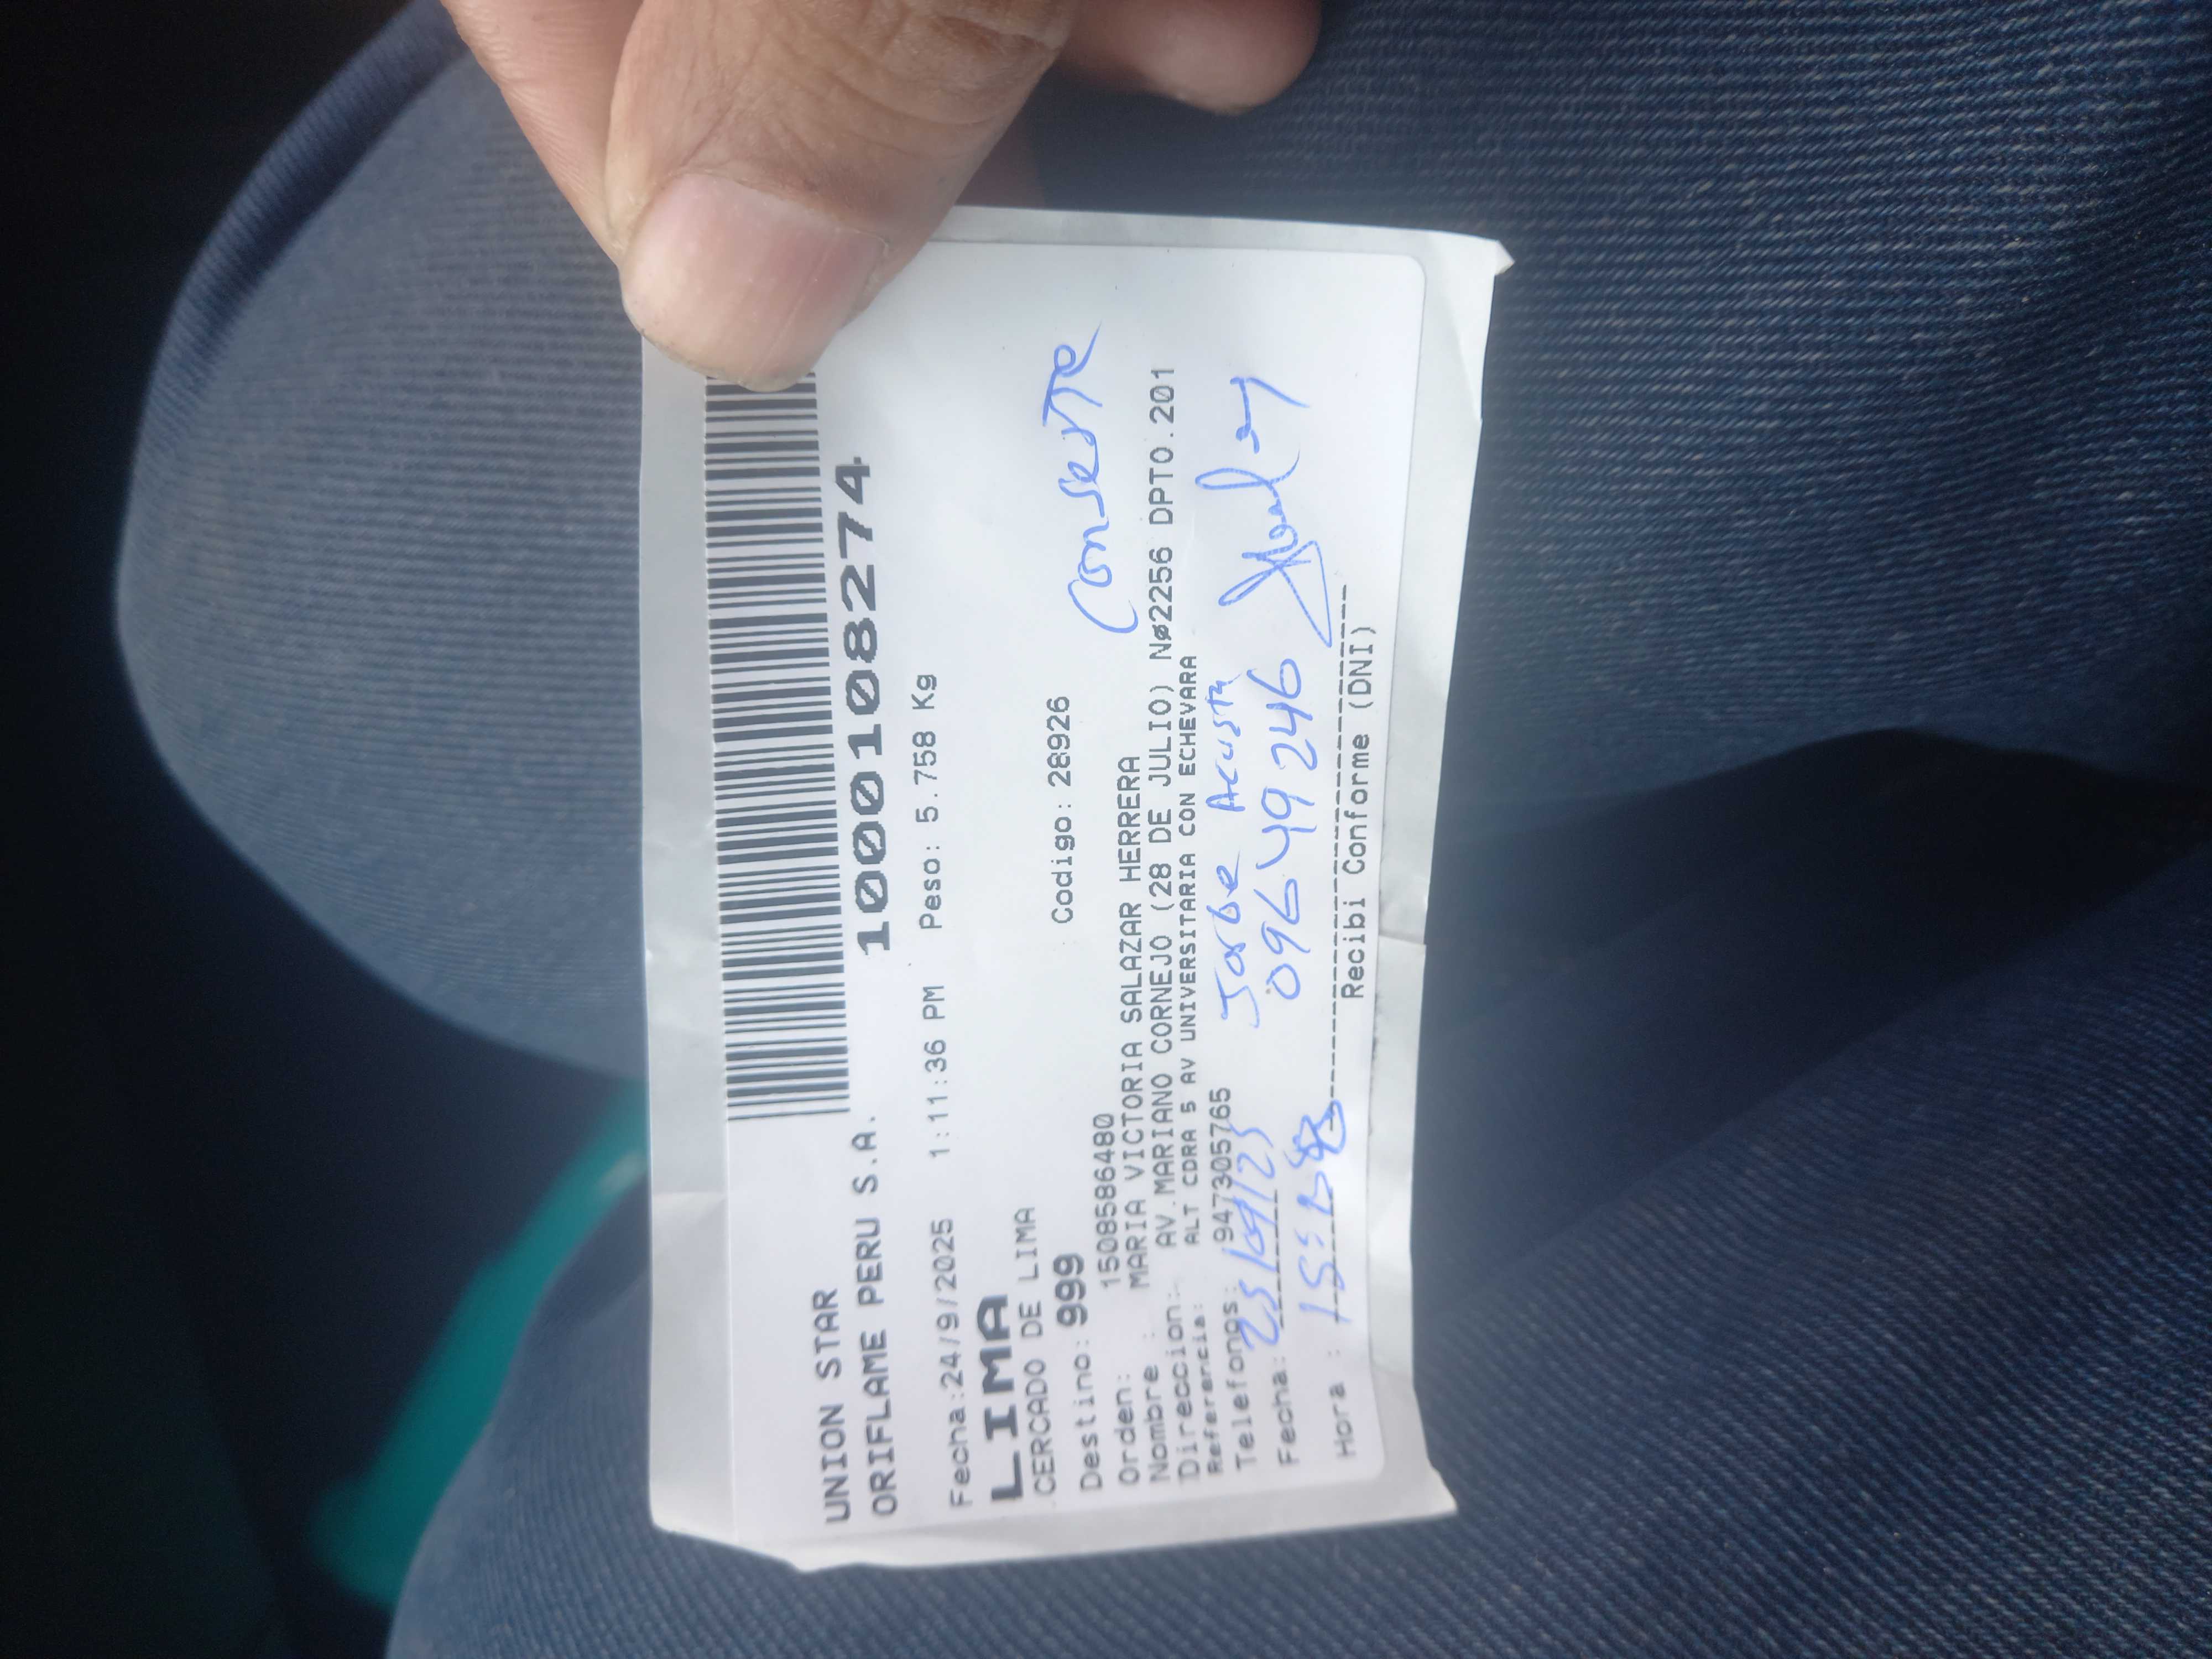 UNION STAR
ORIFLAME PERU S.A.
1000108274
Fecha:24/9/2025 1:11:36 PM Peso: 5.758 Kg
LIMA
CERCADO DE LIMA
Destino: 999 Codigo: 28926
Conserje
Orden: 1508586480
Nombre : MARIA VICTORIA SALAZAR HERRERA
Direccion: AV.MARIANO CORNEJO (28 DE JULIO) Nø2256 DPTO.201
Referencia: ALT CDRA 5 AV UNIVERSITARIA CON ECHEVARA
Telefonos: 947305765
Jorge Acosta
Fecha: 25/09/25 09649246
Hora :
Recibi Conforme (DNI)